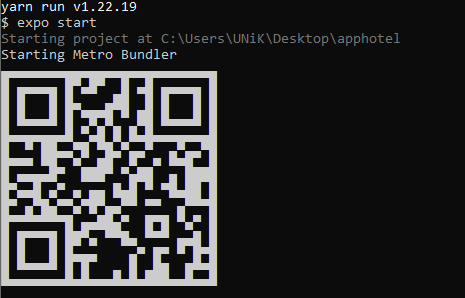 yarn run v1.22.19
$ expo start
Starting project at C:\Users\UNiK\Desktop\apphotel
Starting Metro Bundler